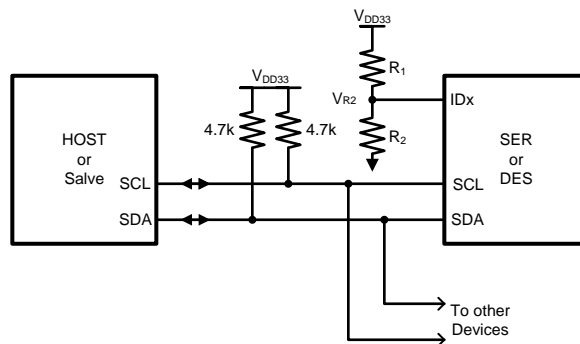 VDD33
R1
VDD33
VR2
IDx
HOST
or
Salve
4.7k
4.7k
R2
SER
or
DES
SCL
SCL
SDA
SDA
To other
Devices